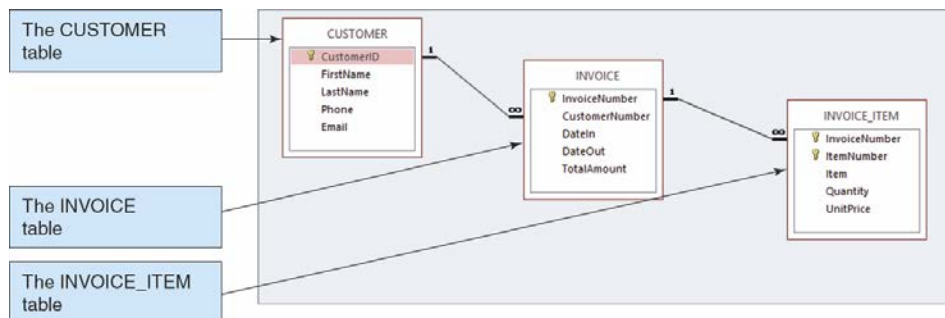 The CUSTOMER
table
The INVOICE
table
The INVOICE_ITEM
table
CUSTOMER
CustomerID
FirstName
LastName
Phone
Email
1
∞
INVOICE
InvoiceNumber
CustomerNumber
DateIn
DateOut
TotalAmount
1
∞
INVOICE_ITEM
InvoiceNumber
ItemNumber
Item
Quantity
UnitPrice